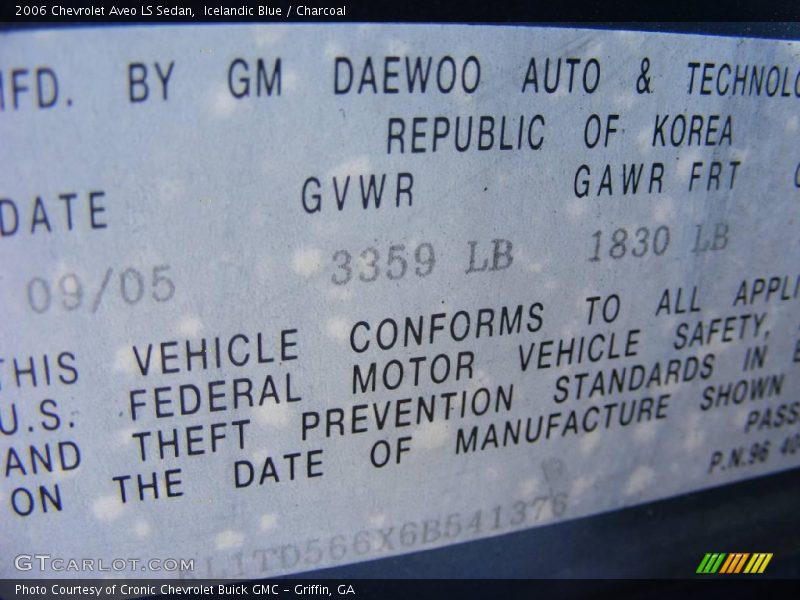 2006 Chevrolet Aveo LS Sedan, Icelandic Blue / Charcoal
MFD. BY GM DAEWOO AUTO & TECHNOLO
REPUBLIC OF KOREA
DATE GVWR GAWR FRT
09/05 3359 LB 1830 LB
THIS VEHICLE CONFORMS TO ALL APPLI
U.S. FEDERAL MOTOR VEHICLE SAFETY,
AND THEFT PREVENTION STANDARDS IN E
ON THE DATE OF MANUFACTURE SHOWN
PASS
P.N.96 40
KL1TD566X6B541376
GTCARLOT.COM
Photo Courtesy of Cronic Chevrolet Buick GMC – Griffin, GA